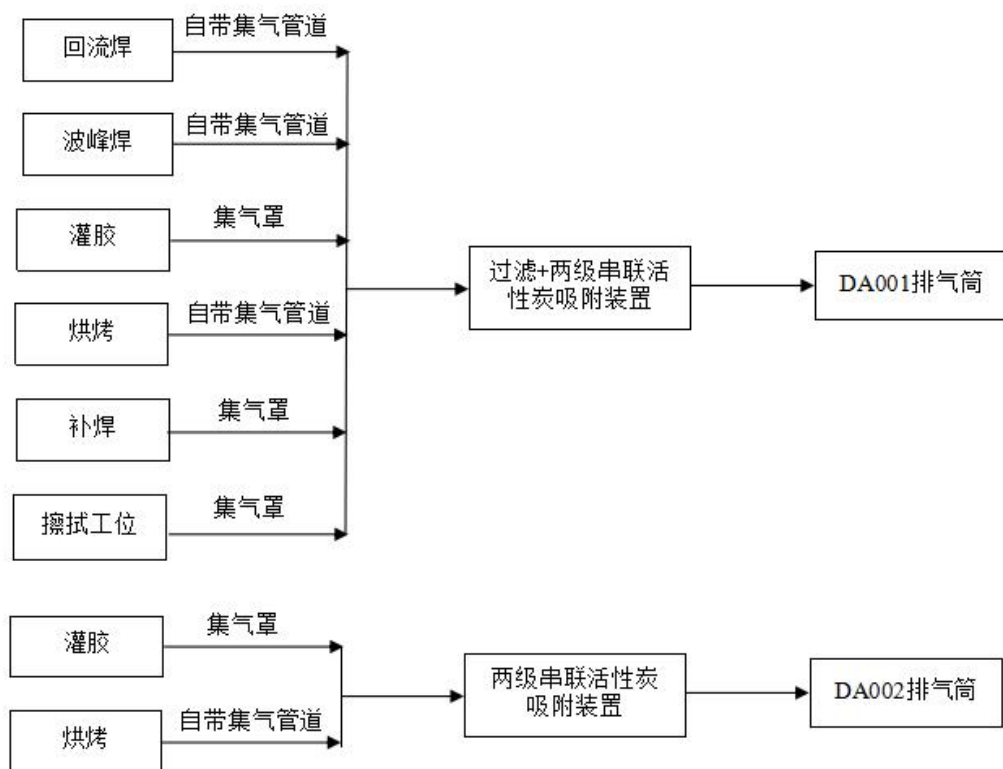 回流焊
自带集气管道
波峰焊
自带集气管道
灌胶
集气罩
烘烤
自带集气管道
补焊
集气罩
擦拭工位
集气罩
过滤+两级串联活
性炭吸附装置
DA001排气筒
灌胶
集气罩
烘烤
自带集气管道
两级串联活性炭
吸附装置
DA002排气筒